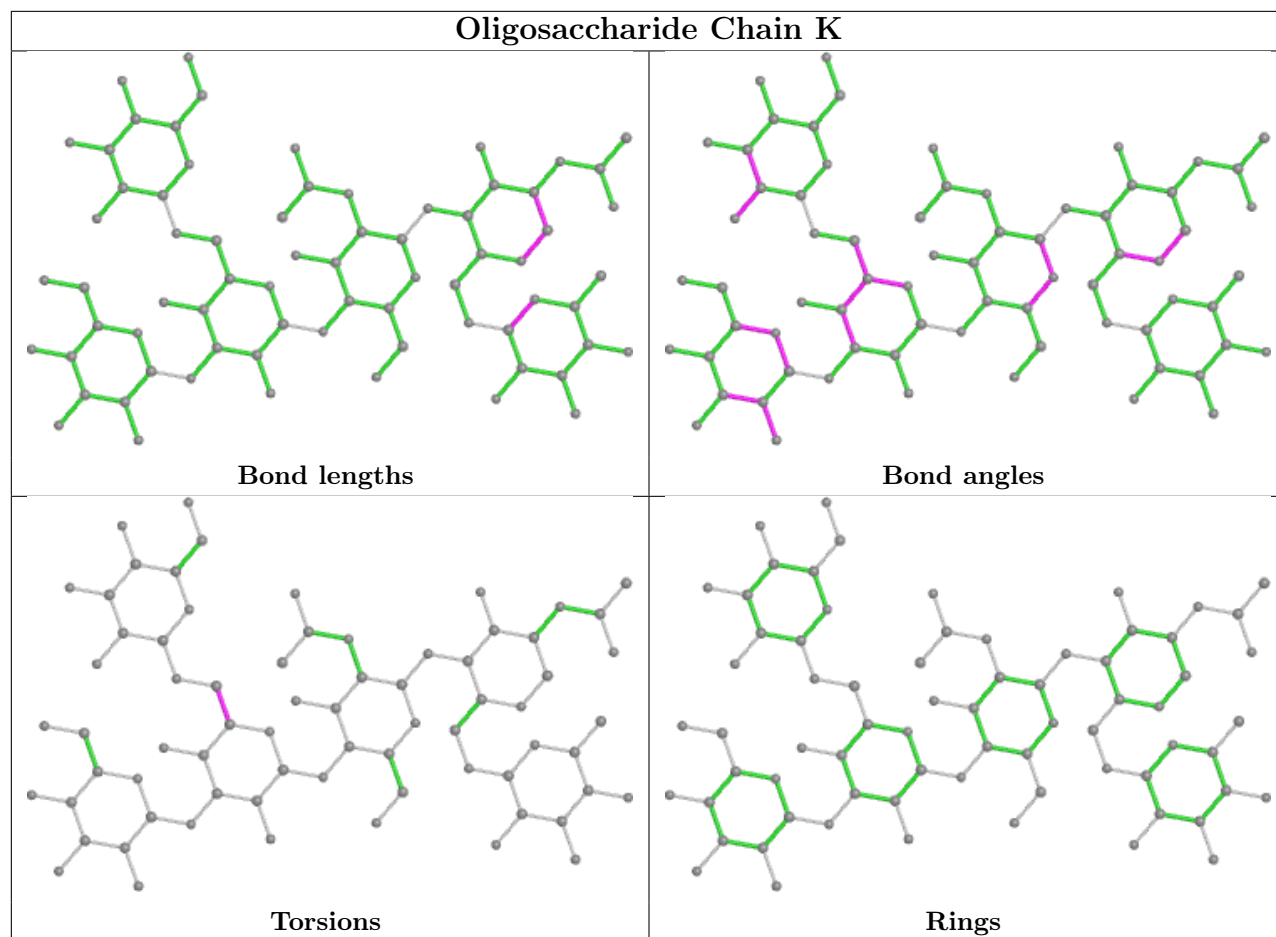 Oligosaccharide Chain K
Bond lengths
Bond angles
Torsions
Rings